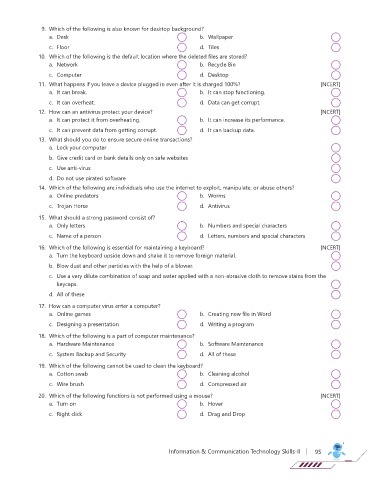 9. Which of the following is also known for desktop background?
a. Desk b. Wallpaper
c. Floor d. Tiles
10. Which of the following is the default location where the deleted files are stored?
a. Network b. Recycle Bin
c. Computer d. Desktop
11. What happens if you leave a device plugged in even after it is charged 100%? [NCERT]
a. It can break. b. It can stop functioning.
c. It can overheat. d. Data can get corrupt.
12. How can an antivirus protect your device? [NCERT]
a. It can protect it from overheating. b. It can increase its performance.
c. It can prevent data from getting corrupt. d. It can backup data.
13. What should you do to ensure secure online transactions?
a. Lock your computer
b. Give credit card or bank details only on safe websites
c. Use anti-virus
d. Do not use pirated software
14. Which of the following are individuals who use the internet to exploit, manipulate, or abuse others?
a. Online predators b. Worms
c. Trojan Horse d. Antivirus
15. What should a strong password consist of?
a. Only letters b. Numbers and special characters
c. Name of a person d. Letters, numbers and special characters
16. Which of the following is essential for maintaining a keyboard? [NCERT]
a. Turn the keyboard upside down and shake it to remove foreign material.
b. Blow dust and other particles with the help of a blower.
c. Use a very dilute combination of soap and water applied with a non-abrasive cloth to remove stains from the
keycaps.
d. All of these
17. How can a computer virus enter a computer?
a. Online games b. Creating new file in Word
c. Designing a presentation d. Writing a program
18. Which of the following is a part of computer maintenance?
a. Hardware Maintenance b. Software Maintenance
c. System Backup and Security d. All of these
19. Which of the following cannot be used to clean the keyboard?
a. Cotton swab b. Cleaning alcohol
c. Wire brush d. Compressed air
20. Which of the following functions is not performed using a mouse? [NCERT]
a. Turn on b. Hover
c. Right click d. Drag and Drop
Information & Communication Technology Skills-II | 95